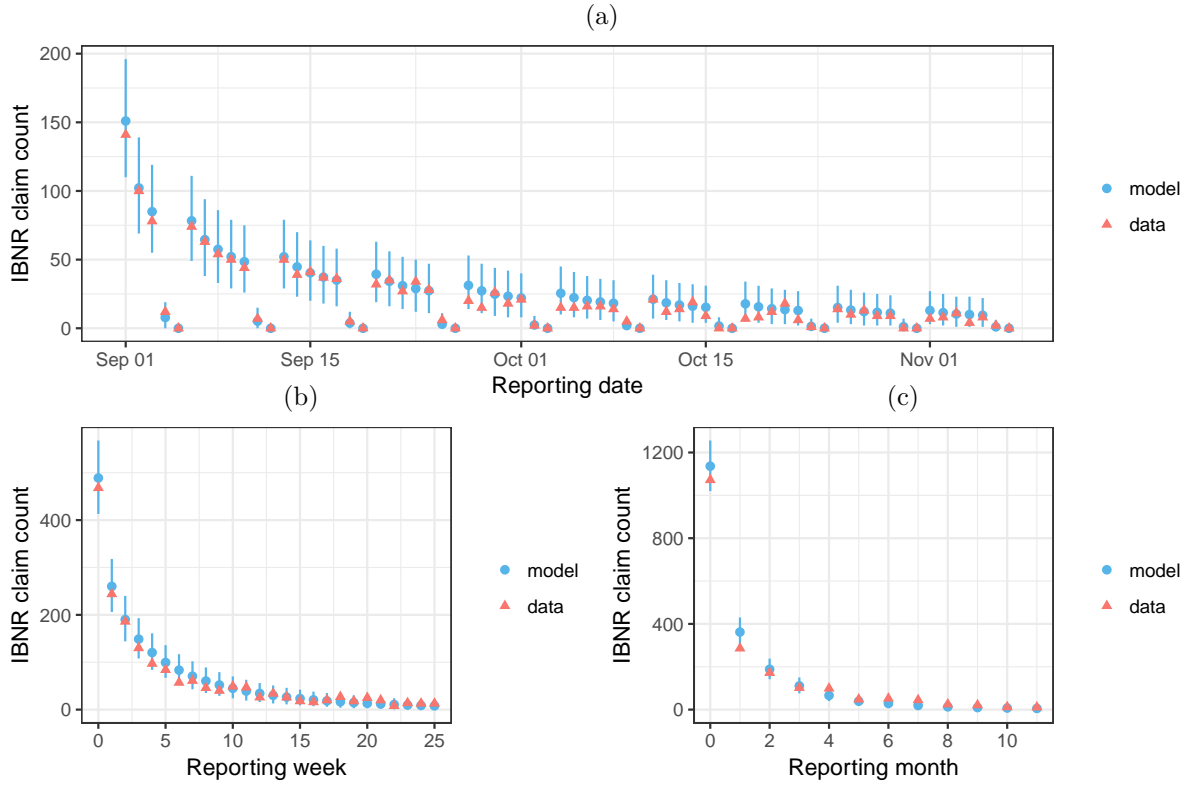 (a)
IBNR claim count
200
150
100
50
0
Sep 01
Sep 15
Oct 01
Oct 15
Nov 01
Reporting date
model
data
(b)
IBNR claim count
400
200
0
0
5
10
15
20
25
Reporting week
model
data
(c)
IBNR claim count
1200
800
400
0
0
2
4
6
8
10
Reporting month
model
data